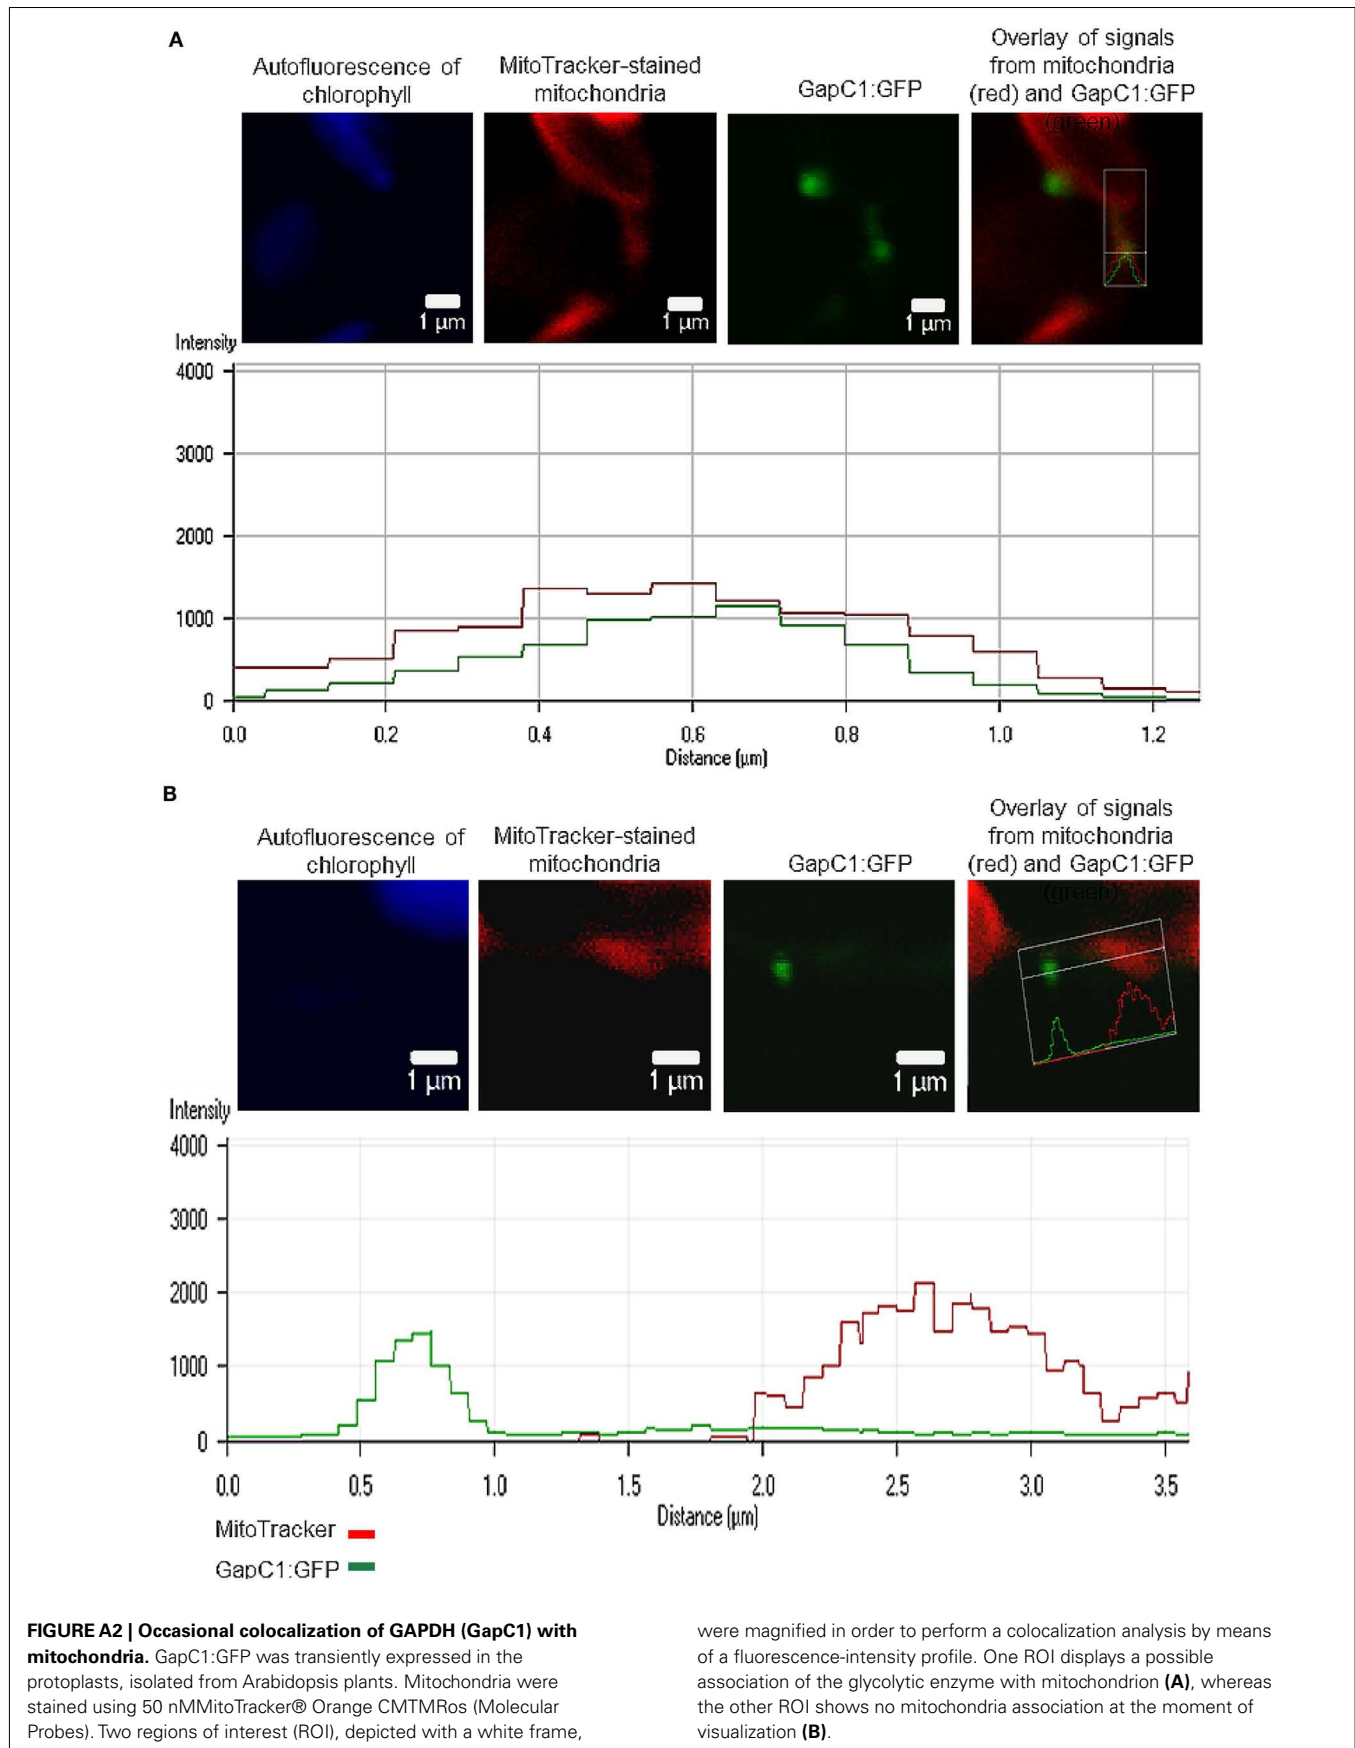 A
Autofluorescence of
chlorophyll
MitoTracker-stained
mitochondria
GapC1:GFP
Overlay of signals
from mitochondria
(red) and GapC1:GFP
(green)
1 μm
1 μm
1 μm
1 μm
Intensity
4000
3000
2000
1000
0
0.0 0.2 0.4 0.6 0.8 1.0 1.2
Distance (μm)
B
Autofluorescence of
chlorophyll
MitoTracker-stained
mitochondria
GapC1:GFP
Overlay of signals
from mitochondria
(red) and GapC1:GFP
(green)
1 μm
1 μm
1 μm
Intensity
4000
3000
2000
1000
0
0.0 0.5 1.0 1.5 2.0 2.5 3.0 3.5
Distance (μm)
MitoTracker
GapC1:GFP
FIGURE A2 | Occasional colocalization of GAPDH (GapC1) with
mitochondria. GapC1:GFP was transiently expressed in the
protoplasts, isolated from Arabidopsis plants. Mitochondria were
stained using 50 nMMitoTracker® Orange CMTMRos (Molecular
Probes). Two regions of interest (ROI), depicted with a white frame,
were magnified in order to perform a colocalization analysis by means
of a fluorescence-intensity profile. One ROI displays a possible
association of the glycolytic enzyme with mitochondrion (A), whereas
the other ROI shows no mitochondria association at the moment of
visualization (B).